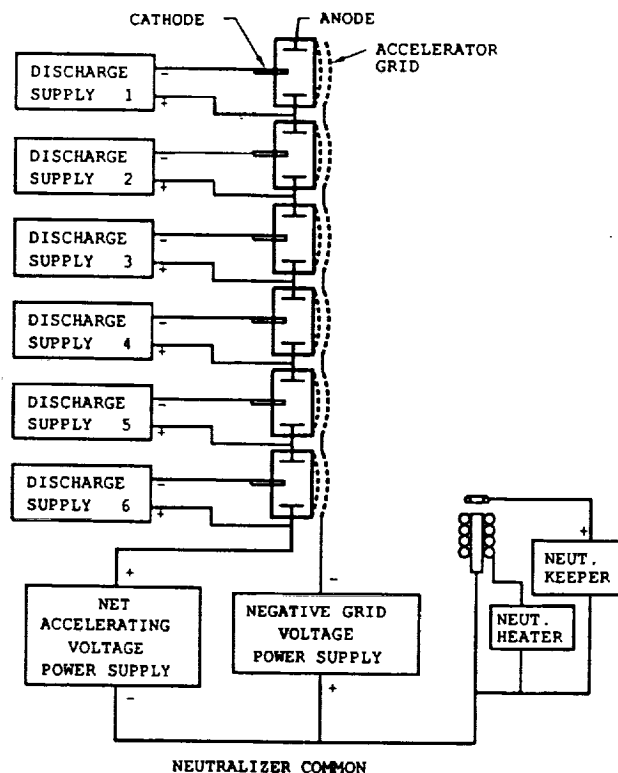 CATHODE
ANODE
ACCELERATOR
GRID
DISCHARGE
SUPPLY 1
-
+
DISCHARGE
SUPPLY 2
-
+
DISCHARGE
SUPPLY 3
-
+
DISCHARGE
SUPPLY 4
-
+
DISCHARGE
SUPPLY 5
-
+
DISCHARGE
SUPPLY 6
-
+
+
NET
ACCELERATING
VOLTAGE
POWER SUPPLY
-
-
NEGATIVE GRID
VOLTAGE
POWER SUPPLY
+
+
NEUT.
KEEPER
NEUT.
HEATER
NEUTRALIZER COMMON